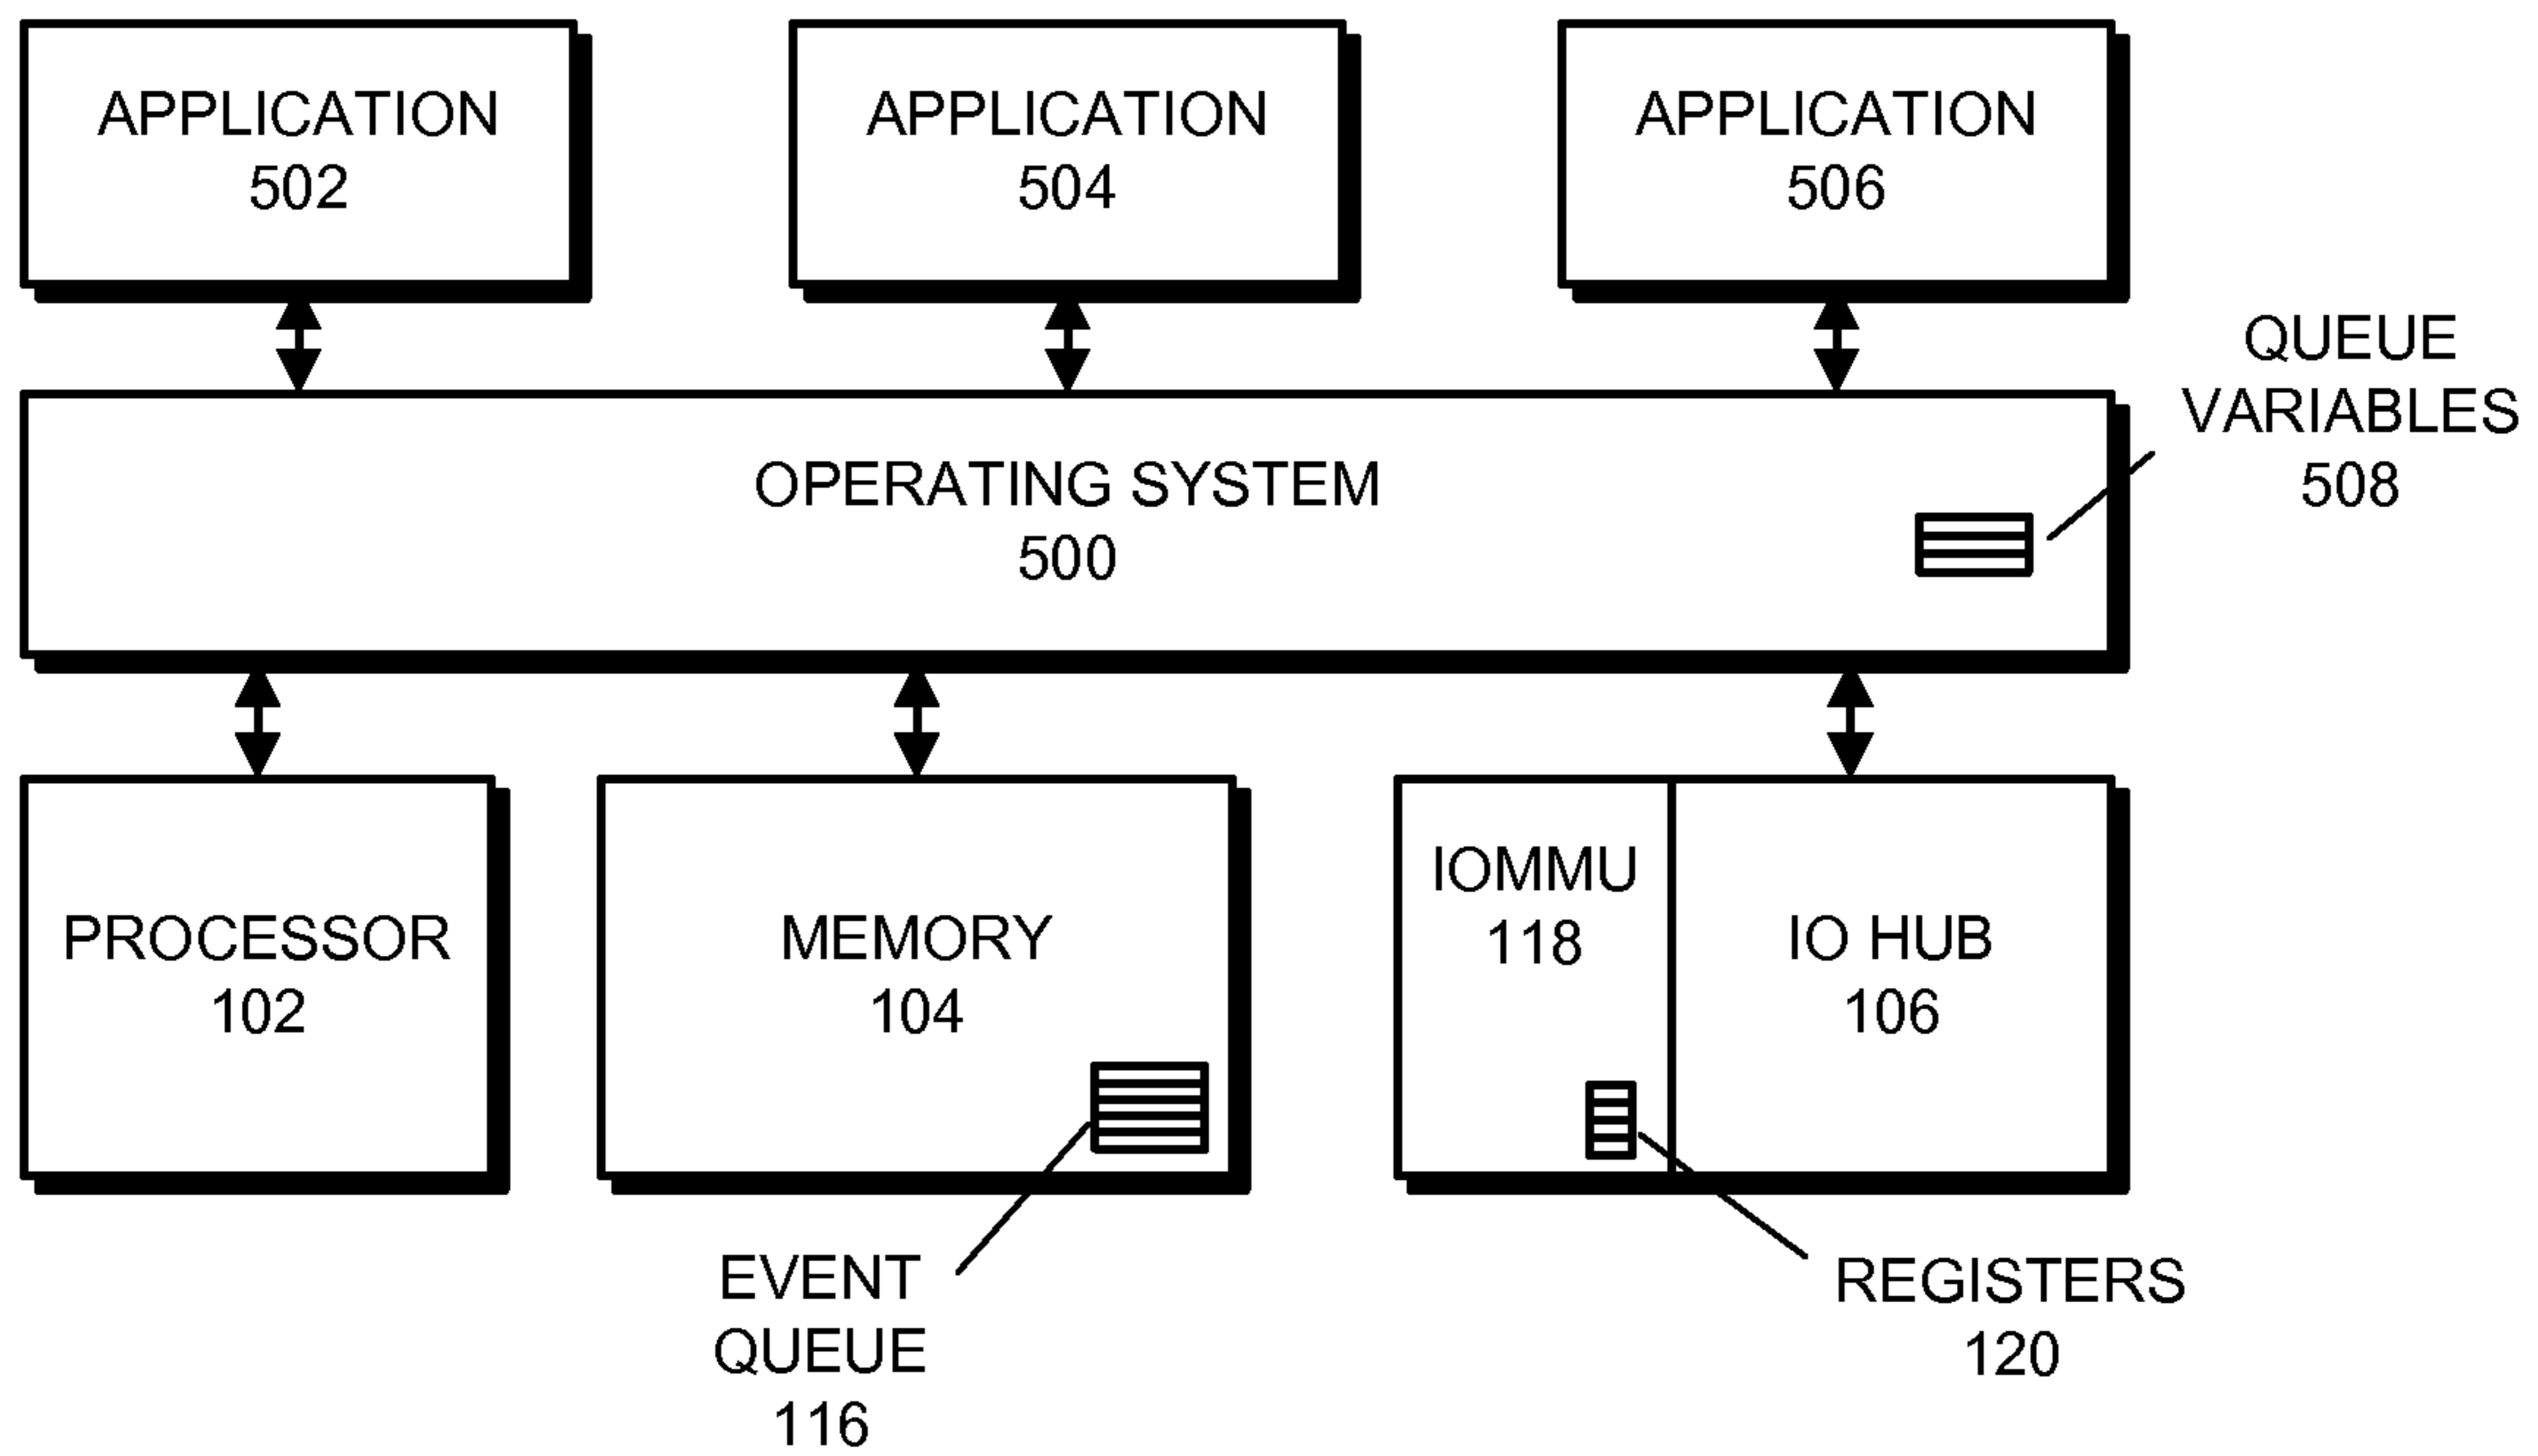 APPLICATION
502
APPLICATION
504
APPLICATION
506
QUEUE
VARIABLES
508
OPERATING SYSTEM
500
PROCESSOR
102
MEMORY
104
IOMMU
118
IO HUB
106
EVENT
QUEUE
116
REGISTERS
120